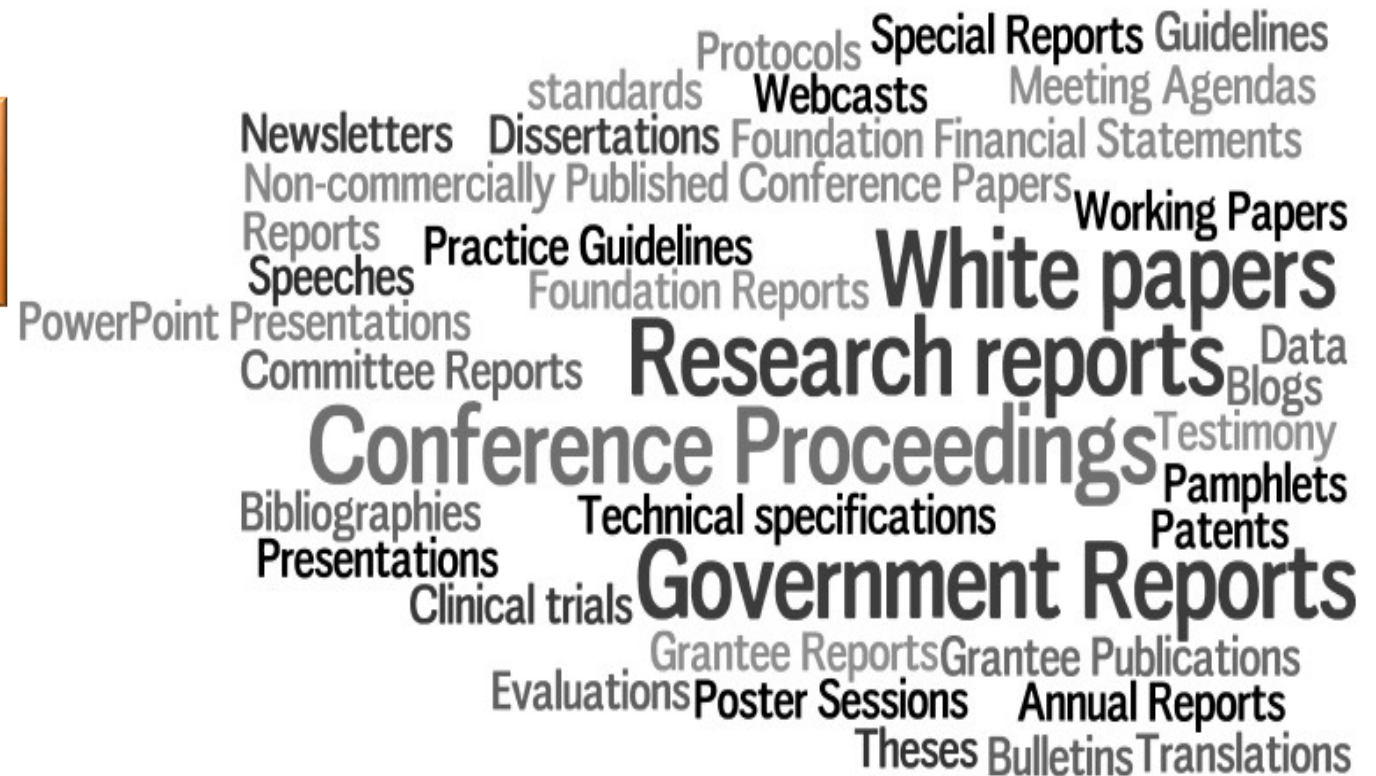 Protocols Special Reports Guidelines
standards Webcasts Meeting Agendas
Newsletters Dissertations Foundation Financial Statements
Non-commercially Published Conference Papers
Working Papers
Reports Practice Guidelines
White papers
Speeches Foundation Reports
PowerPoint Presentations
Research reports Data
Committee Reports Blogs
Conference Proceedings Testimony
Pamphlets
Bibliographies Technical specifications
Patents
Presentations
Government Reports
Clinical trials
Grantee Reports Grantee Publications
Evaluations Poster Sessions Annual Reports
Theses Bulletins Translations